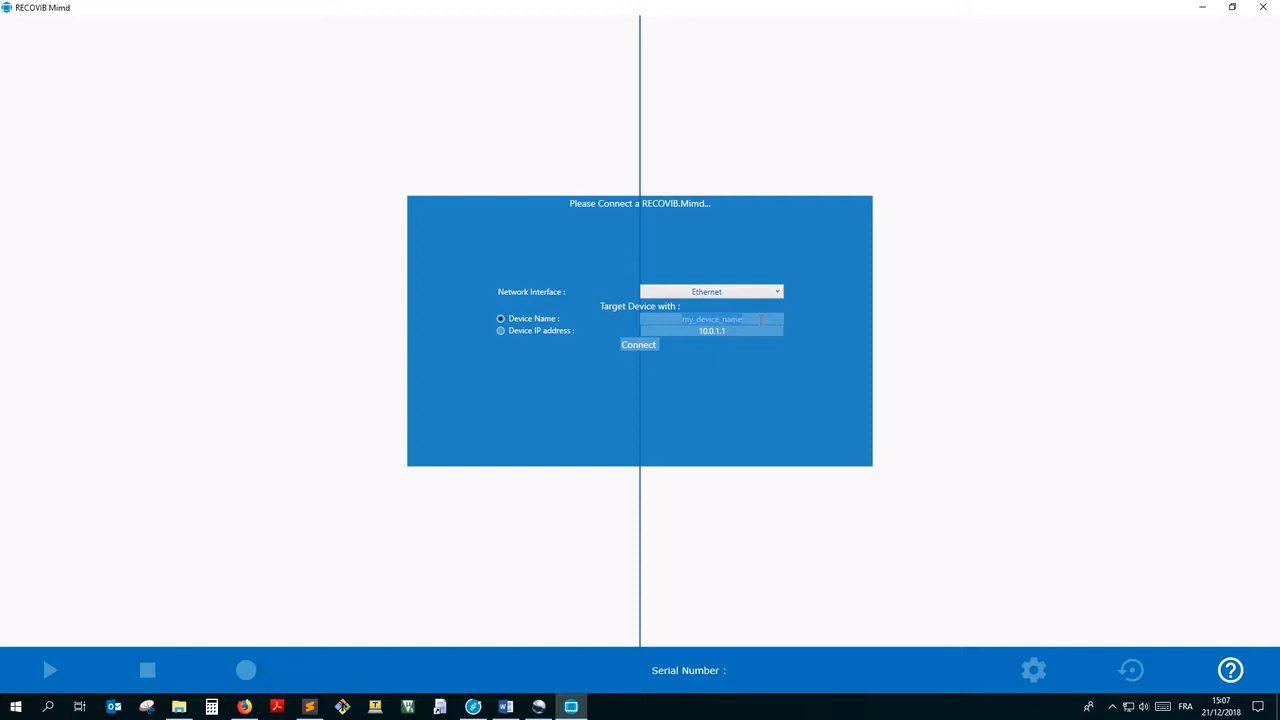 RECOVIB Mimd
Please Connect a RECOVIB.Mimd...
Network Interface : Ethernet
Target Device with :
Device Name : my_device_name
Device IP address : 10.0.1.1
Connect
Serial Number :
FR
15:07
21/12/2018